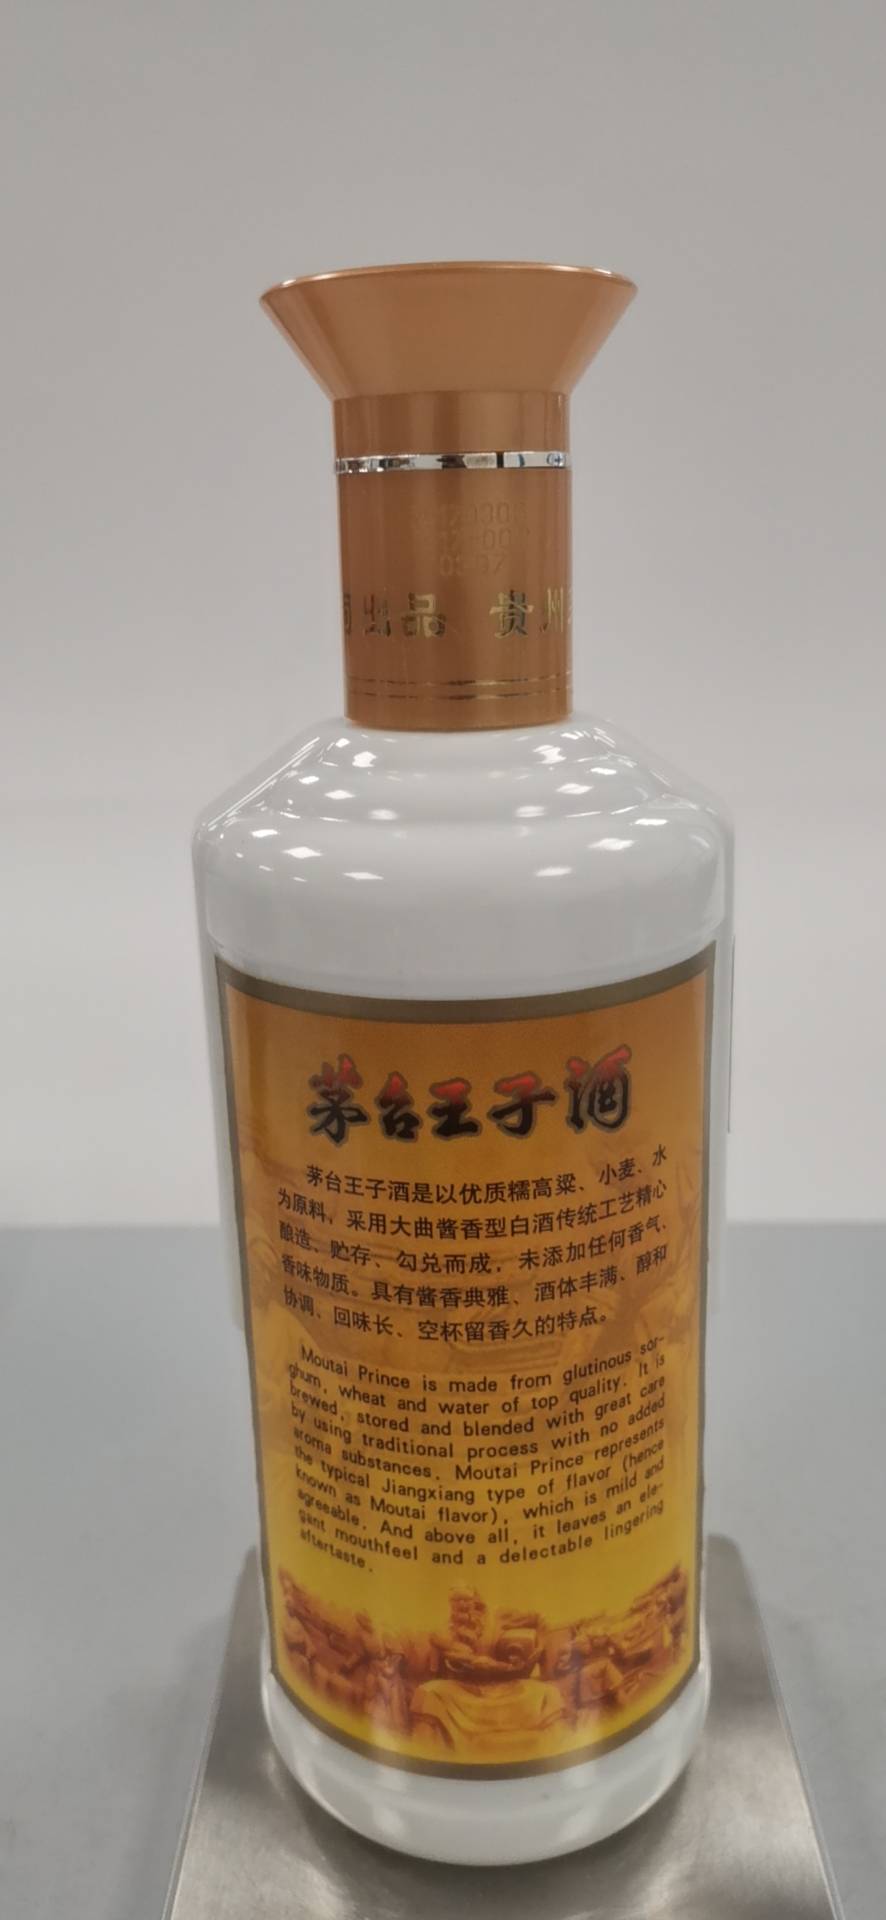 出品 贵州
茅台王子酒
茅台王子酒是以优质糯高粱、小麦、水
为原料，采用大曲酱香型白酒传统工艺精心
酿造、贮存、勾兑而成，未添加任何香气、
香味物质。具有酱香典雅、酒体丰满、醇和
协调、回味长、空杯留香久的特点。
Moutai Prince is made from glutinous sor-
ghum, wheat and water of top quality. It is
brewed, stored and blended with great care
by using traditional process with no added
aroma substances. Moutai Prince represents
the typical Jiangxiang type of flavor (hence
known as Moutai flavor), which is mild and
agreeable. And above all, it leaves an ele-
gant mouthfeel and a delectable lingering
aftertaste.